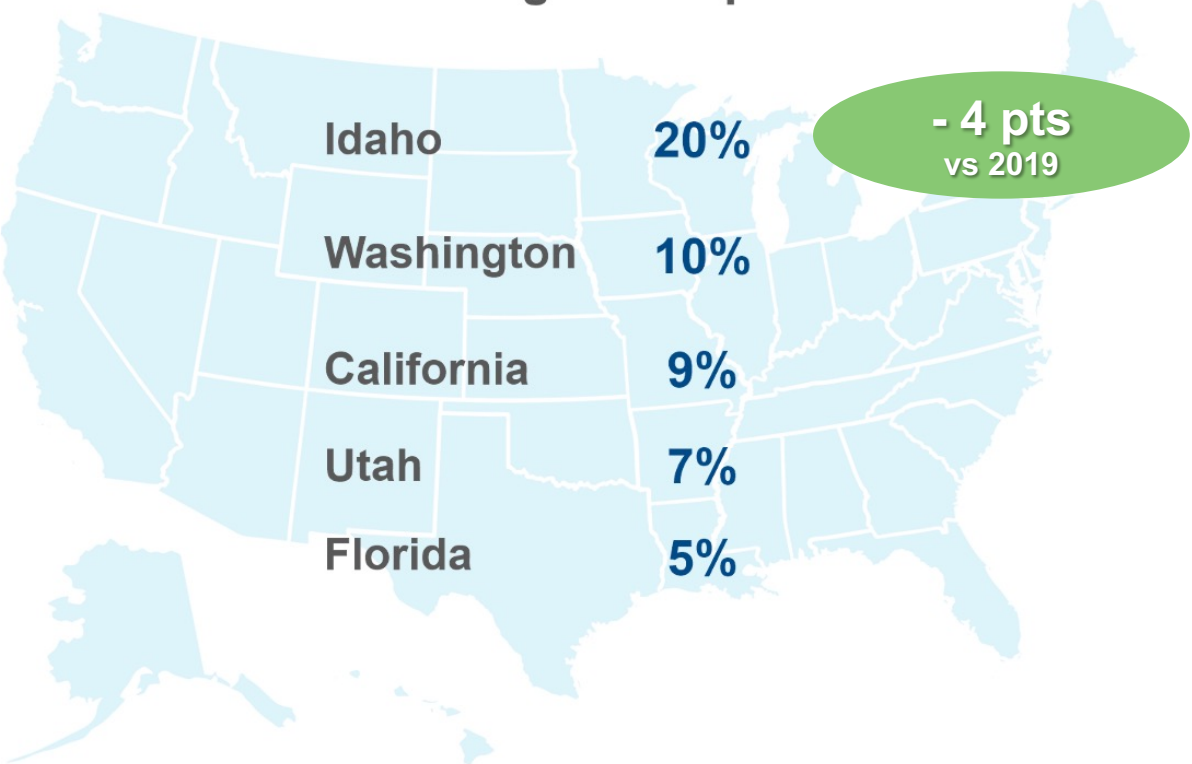 Idaho 20%
- 4 pts
vs 2019
Washington 10%
California 9%
Utah 7%
Florida 5%